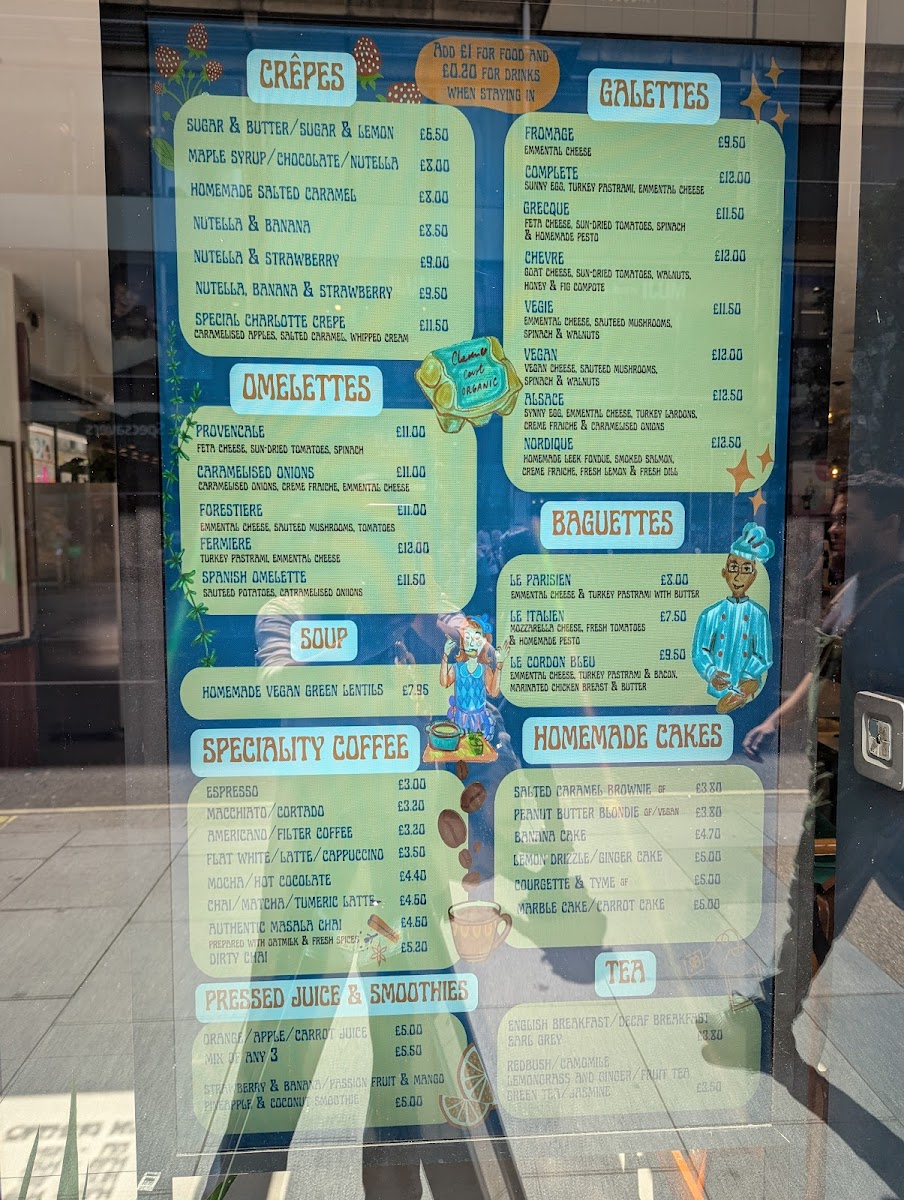 ADD £1 FOR FOOD AND
£0.20 FOR DRINKS
WHEN STAYING IN
CRÊPES
SUGAR & BUTTER/SUGAR & LEMON £6.50
MAPLE SYRUP/CHOCOLATE/NUTELLA £8.00
HOMEMADE SALTED CARAMEL £8.00
NUTELLA & BANANA £8.50
NUTELLA & STRAWBERRY £9.00
NUTELLA, BANANA & STRAWBERRY £9.50
SPECIAL CHARLOTTE CREPE £11.50
CARAMELISED APPLES, SALTED CARAMEL, WHIPPED CREAM
OMELETTES
PROVENCALE £11.00
FETA CHEESE, SUN-DRIED TOMATOES, SPINACH
CARAMELISED ONIONS £11.00
CARAMELISED ONIONS, CREME FRAICHE, EMMENTAL CHEESE
FORESTIERE £11.00
EMMENTAL CHEESE, SAUTEED MUSHROOMS, TOMATOES
FERMIERE £12.00
TURKEY PASTRAMI, EMMENTAL CHEESE
SPANISH OMELETTE £11.50
SAUTEED POTATOES, CATRAMELISED ONIIONS
SOUP
HOMEMADE VEGAN GREEN LENTILS £7.95
SPECIALITY COFFEE
ESPRESSO £3.00
MACCHIATO/CORTADO £3.20
AMERICANO/FILTER COFFEE £3.20
FLAT WHITE/LATTE/CAPPUCCINO £3.50
MOCHA/HOT COCOLATE £4.40
CHAI/MATCHA/TUMERIC LATTE £4.60
AUTHENTIC MASALA CHAI £4.60
PREPARED WITH OATMILK & FRESH SPICES
DIRTY CHAI £5.20
PRESSED JUICE & SMOOTHIES
ORANGE/APPLE/CARROT JUICE £5.00
MIX OF ANY 3 £5.50
STRAWBERRY & BANANA/PASSION FRUIT & MANGO
PINEAPPLE & COCONUT SMOOTHIE £6.00
Clarence
Court
ORGANIC
GALETTES
FROMAGE £9.50
EMMENTAL CHEESE
COMPLETE £12.00
SUNNY EGG, TURKEY PASTRAMI, EMMENTAL CHEESE
GRECQUE £11.50
FETA CHEESE, SUN-DRIED TOMATOES, SPINACH
& HOMEMADE PESTO
CHEVRE £12.00
GOAT CHEESE, SUN-DRIED TOMATOES, WALNUTS,
HONEY & FIG COMPOTE
VEGIE £11.50
EMMENTAL CHEESE, SAUTEED MUSHROOMS,
SPINACH & WALNUTS
VEGAN £12.00
VEGAN CHEESE, SAUTEED MUSHROOMS,
SPINACH & WALNUTS
ALSACE £12.50
SYNNY EGG, EMMENTAL CHEESE, TURKEY LARDONS,
CREME FRAICHE & CARAMELISED ONIONS
NORDIQUE £12.50
HOMEMADE LEEK FONDUE, SMOKED SALMON,
CREME FRAICHE, FRESH LEMON & FRESH DILL
BAGUETTES
LE PARISIEN £8.00
EMMENTAL CHEESE & TURKEY PASTRAMI WITH BUTTER
LE ITALIEN £7.50
MOZZARELLA CHEESE, FRESH TOMATOES
& HOMEMADE PESTO
LE CORDON BLEU £9.50
EMMENTAL CHEESE, TURKEY PASTRAMI & BACON,
MARINATED CHICKEN BREAST & BUTTER
HOMEMADE CAKES
SALTED CARAMEL BROWNIE GF £3.80
PEANUT BUTTER BLONDIE GF/VEGAN £3.80
BANANA CAKE £4.70
LEMON DRIZZLE/GINGER CAKE £5.00
COURGETTE & TYME GF £5.00
MARBLE CAKE/CARROT CAKE £5.00
TEA
ENGLISH BREAKFAST/DECAF BREAKFAST
EARL GREY £3.80
REDBUSH/CAMOMILE
LEMONGRASS AND GINGER/FRUIT TEA
GREEN TEA/JASMINE £3.50